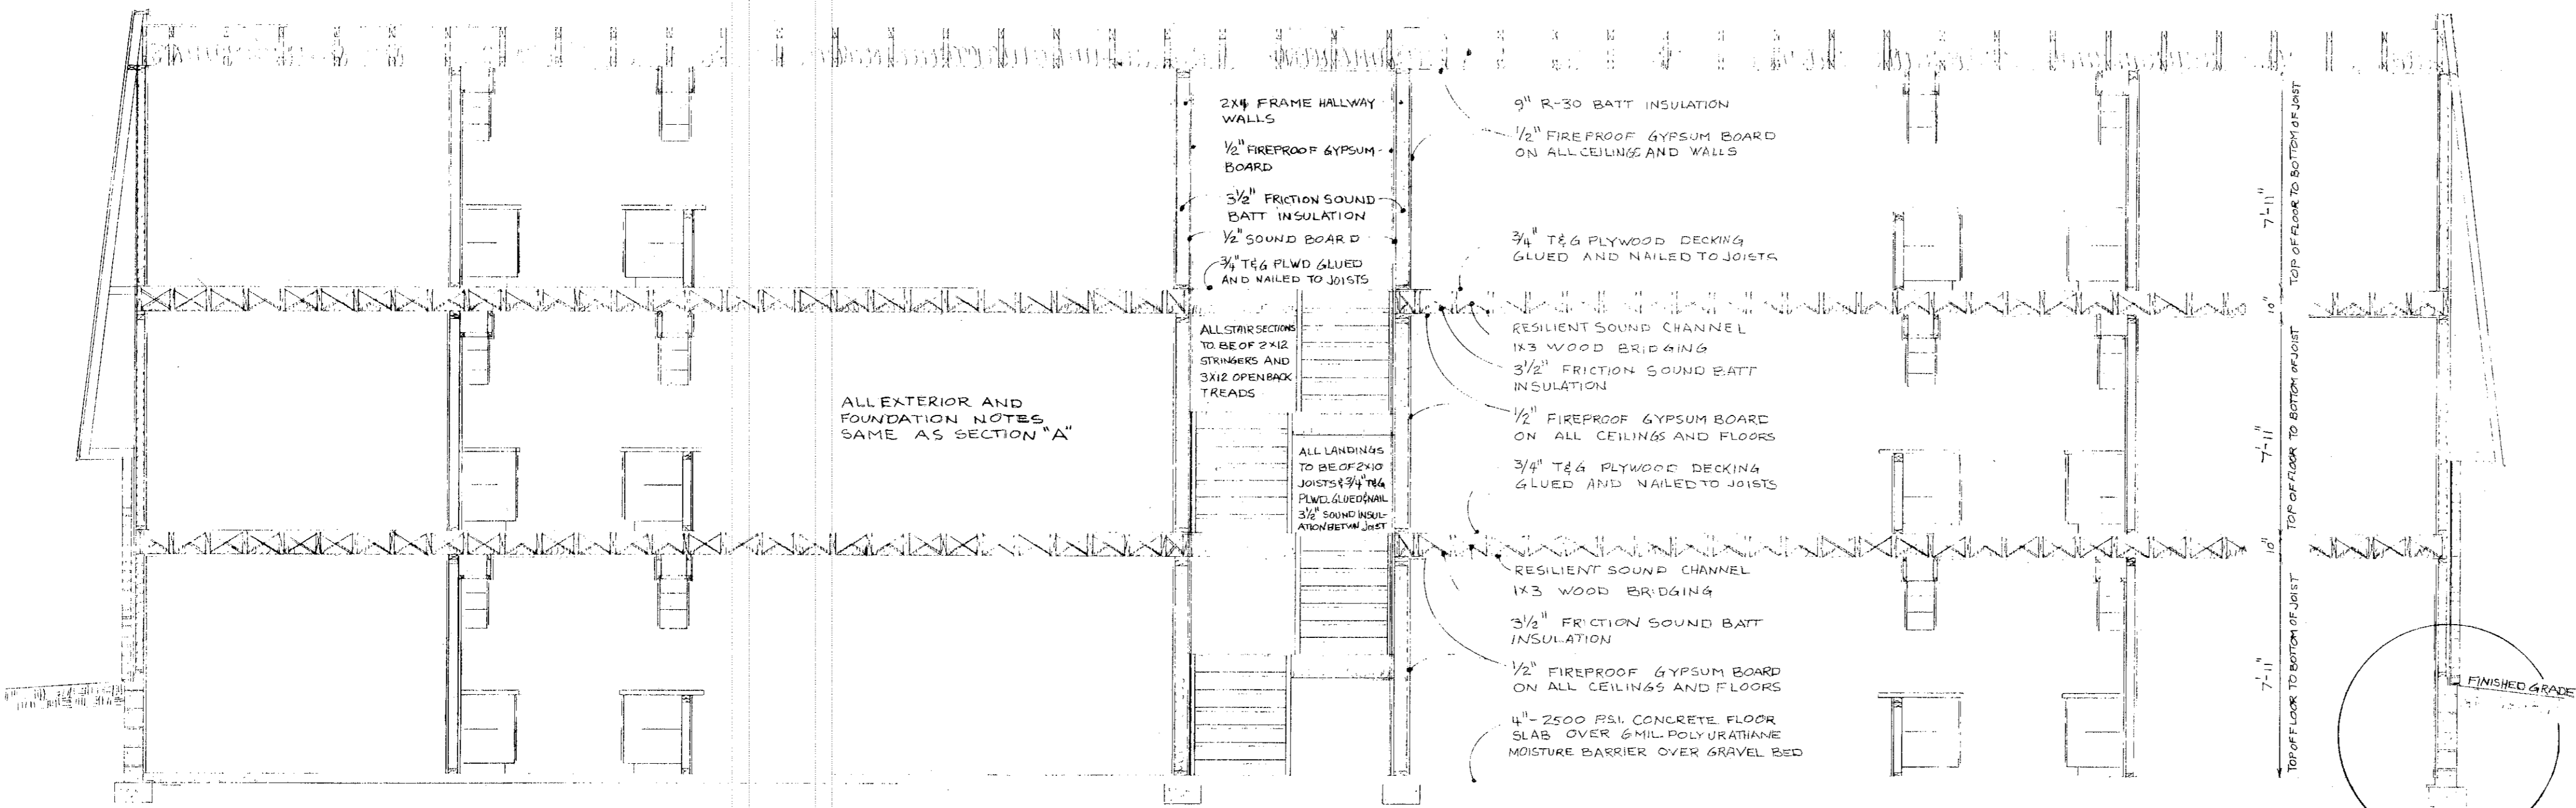 2X4 FRAME HALLWAY
WALLS
1/2" FIREPROOF GYPSUM
BOARD
3 1/2" FRICTION SOUND
BATT INSULATION
1/2" SOUND BOARD
3/4" T&G PLWD GLUED
AND NAILED TO JOISTS
ALL STAIR SECTIONS
TO BE OF 2X12
STRINGERS AND
3X12 OPEN BACK
TREADS
ALL EXTERIOR AND
FOUNDATION NOTES
SAME AS SECTION "A"
ALL LANDINGS
TO BE OF 2X10
JOISTS & 3/4" T&G
PLWD. GLUED & NAIL
3 1/2" SOUND INSUL-
ATION BETWN JOIST
9" R-30 BATT INSULATION
1/2" FIREPROOF GYPSUM BOARD
ON ALL CEILINGS AND WALLS
3/4" T&G PLYWOOD DECKING
GLUED AND NAILED TO JOISTS
RESILIENT SOUND CHANNEL
1X3 WOOD BRIDGING
3 1/2" FRICTION SOUND BATT
INSULATION
1/2" FIREPROOF GYPSUM BOARD
ON ALL CEILINGS AND FLOORS
3/4" T&G PLYWOOD DECKING
GLUED AND NAILED TO JOISTS
RESILIENT SOUND CHANNEL
1X3 WOOD BRIDGING
3 1/2" FRICTION SOUND BATT
INSULATION
1/2" FIREPROOF GYPSUM BOARD
ON ALL CEILINGS AND FLOORS
4"- 2500 P.S.I. CONCRETE FLOOR
SLAB OVER 6 MIL. POLYURATHANE
MOISTURE BARRIER OVER GRAVEL BED
7'-11"
TOP OF FLOOR TO BOTTOM OF JOIST
10"
7'-11"
TOP OF FLOOR TO BOTTOM OF JOIST
10"
7'-11"
TOP OF FLOOR TO BOTTOM OF JOIST
FINISHED GRADE